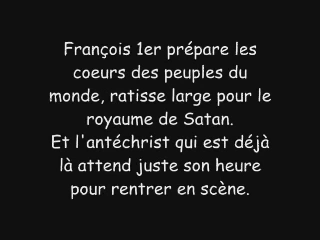 François 1er prépare les
coeurs des peuples du
monde, ratisse large pour le
royaume de Satan.
Et l'antéchrist qui est déjà
là attend juste son heure
pour rentrer en scène.